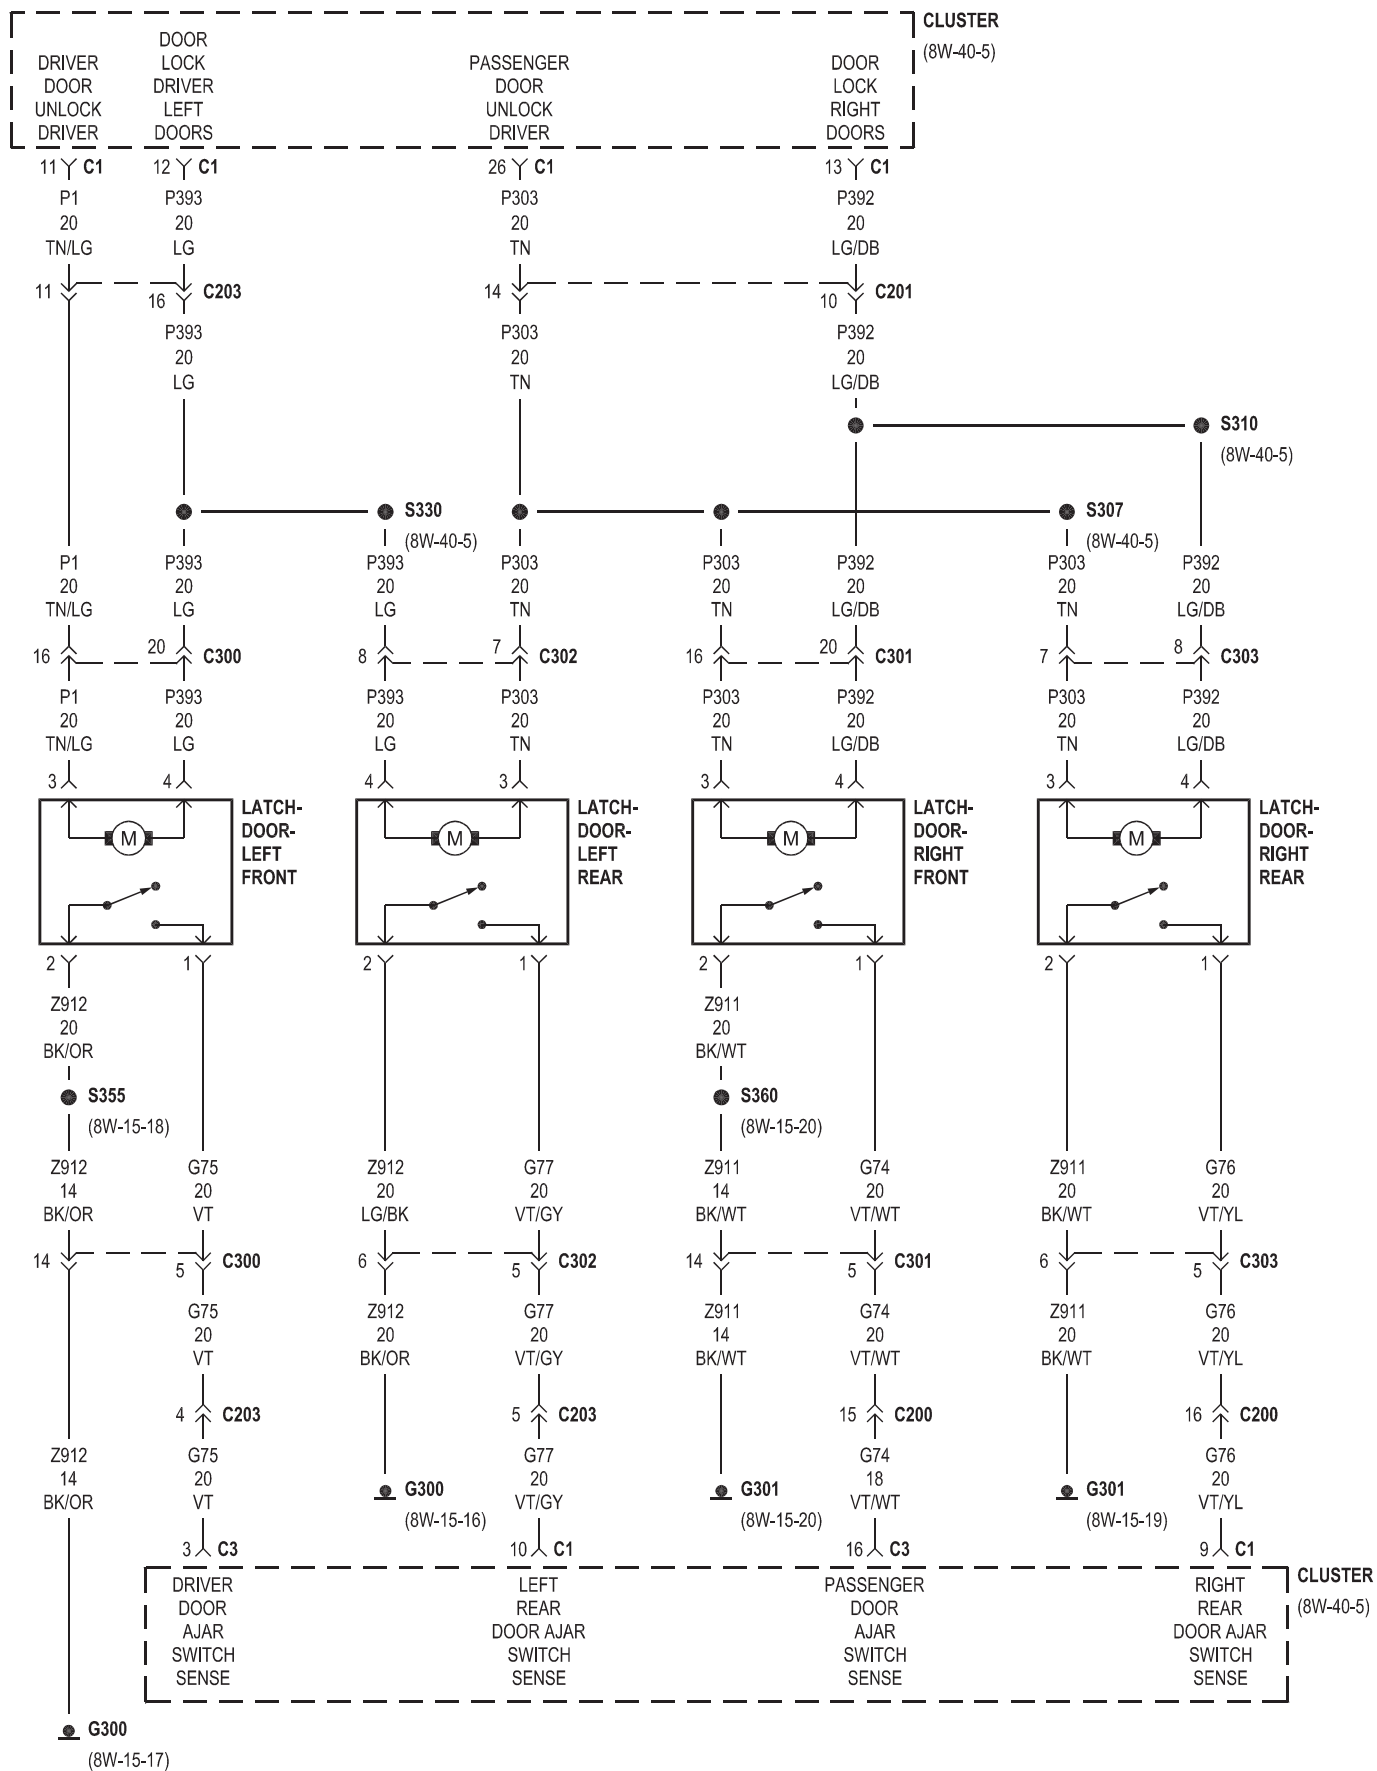 CLUSTER
(8W-40-5)
DRIVER
DOOR
UNLOCK
DRIVER
DOOR
LOCK
DRIVER
LEFT
DOORS
PASSENGER
DOOR
UNLOCK
DRIVER
DOOR
LOCK
RIGHT
DOORS
11 C1 12 C1 26 C1 13 C1
P1 P393 P303 P392
20 20 20 20
TN/LG LG TN LG/DB
11 16 C203 14 10 C201
P393 P303 P392
20 20 20
LG TN LG/DB
S310
(8W-40-5)
S330
(8W-40-5)
S307
(8W-40-5)
P1 P393 P393 P303 P303 P392 P303 P392
20 20 20 20 20 20 20 20
TN/LG LG LG TN TN LG/DB TN LG/DB
16 20 C300 8 7 C302 16 20 C301 7 8 C303
P1 P393 P393 P303 P303 P392 P303 P392
20 20 20 20 20 20 20 20
TN/LG LG LG TN TN LG/DB TN LG/DB
3 4 4 3 3 4 3 4
M M M M
LATCH-
DOOR-
LEFT
FRONT
LATCH-
DOOR-
LEFT
REAR
LATCH-
DOOR-
RIGHT
FRONT
LATCH-
DOOR-
RIGHT
REAR
2 1 2 1 2 1 2 1
Z912 Z911
20 20
BK/OR BK/WT
S355
(8W-15-18)
S360
(8W-15-20)
Z912 G75 Z912 G77 Z911 G74 Z911 G76
14 20 20 20 14 20 20 20
BK/OR VT LG/BK VT/GY BK/WT VT/WT BK/WT VT/YL
14 5 C300 6 5 C302 14 5 C301 6 5 C303
G75 Z912 G77 Z911 G74 Z911 G76
20 20 20 14 20 20 20
VT BK/OR VT/GY BK/WT VT/WT BK/WT VT/YL
4 C203 5 C203 15 C200 16 C200
Z912 G75 G77 G74 G76
14 20 20 18 20
BK/OR VT VT/GY VT/WT VT/YL
G300
(8W-15-16)
G301
(8W-15-20)
G301
(8W-15-19)
3 C3 10 C1 16 C3 9 C1
CLUSTER
(8W-40-5)
DRIVER
DOOR
AJAR
SWITCH
SENSE
LEFT
REAR
DOOR AJAR
SWITCH
SENSE
PASSENGER
DOOR
AJAR
SWITCH
SENSE
RIGHT
REAR
DOOR AJAR
SWITCH
SENSE
G300
(8W-15-17)